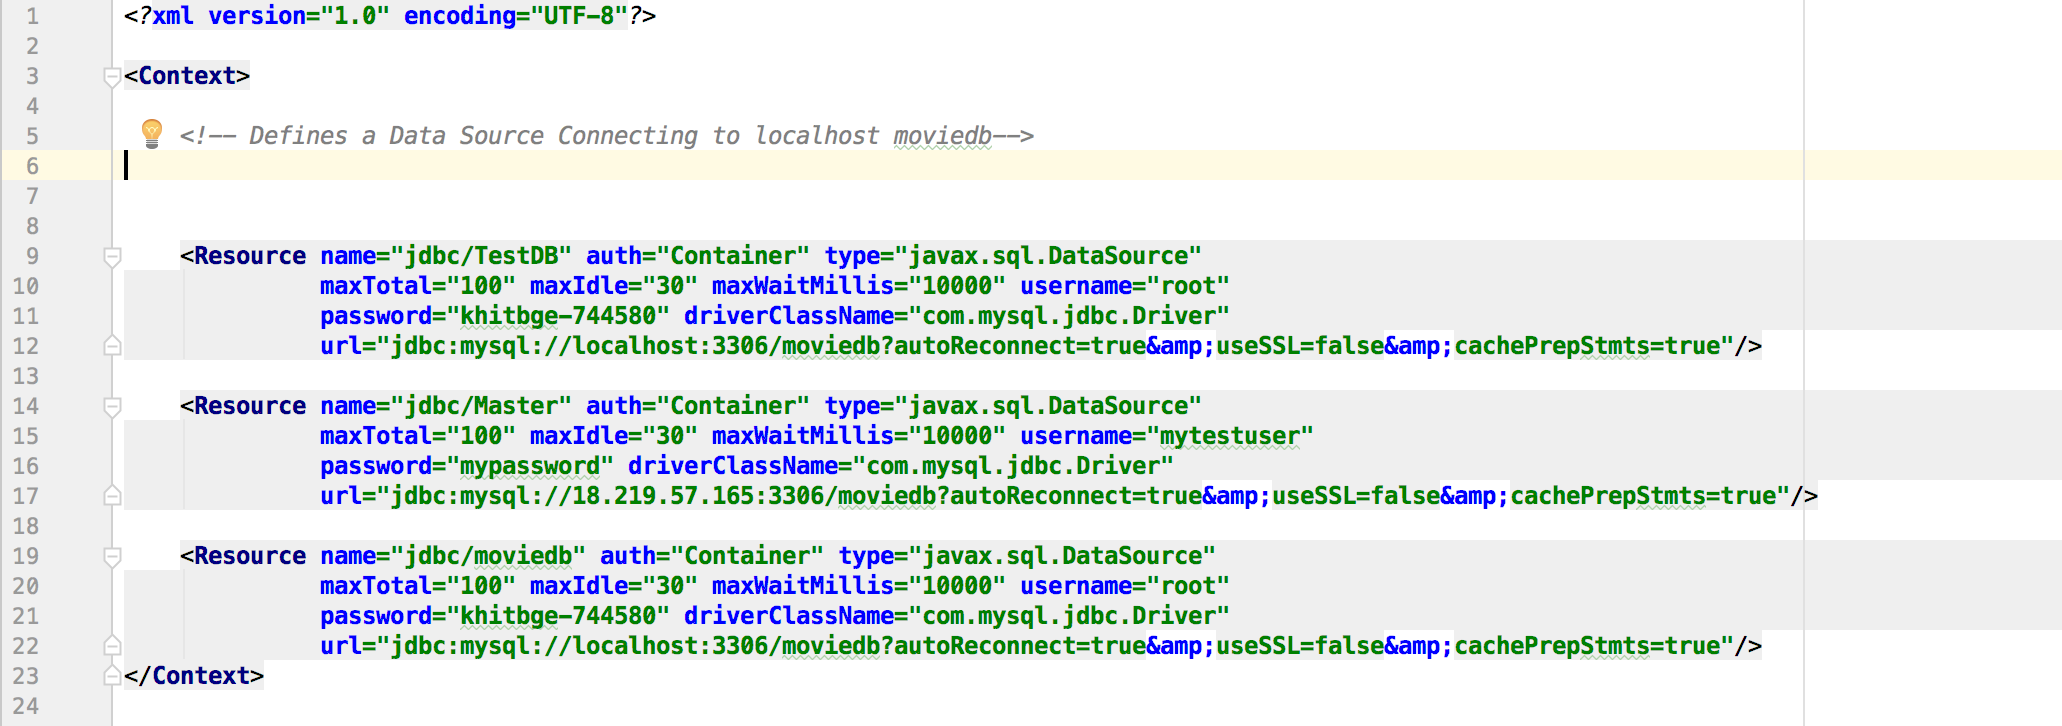 1 <?xml version="1.0" encoding="UTF-8"?>
2
3 <Context>
4
5 <!-- Defines a Data Source Connecting to localhost moviedb-->
6
7
8
9 <Resource name="jdbc/TestDB" auth="Container" type="javax.sql.DataSource"
10 maxTotal="100" maxIdle="30" maxWaitMillis="10000" username="root"
11 password="khitbge-744580" driverClassName="com.mysql.jdbc.Driver"
12 url="jdbc:mysql://localhost:3306/moviedb?autoReconnect=true&amp;useSSL=false&amp;cachePrepStmts=true"/>
13
14 <Resource name="jdbc/Master" auth="Container" type="javax.sql.DataSource"
15 maxTotal="100" maxIdle="30" maxWaitMillis="10000" username="mytestuser"
16 password="mypassword" driverClassName="com.mysql.jdbc.Driver"
17 url="jdbc:mysql://18.219.57.165:3306/moviedb?autoReconnect=true&amp;useSSL=false&amp;cachePrepStmts=true"/>
18
19 <Resource name="jdbc/moviedb" auth="Container" type="javax.sql.DataSource"
20 maxTotal="100" maxIdle="30" maxWaitMillis="10000" username="root"
21 password="khitbge-744580" driverClassName="com.mysql.jdbc.Driver"
22 url="jdbc:mysql://localhost:3306/moviedb?autoReconnect=true&amp;useSSL=false&amp;cachePrepStmts=true"/>
23 </Context>
24